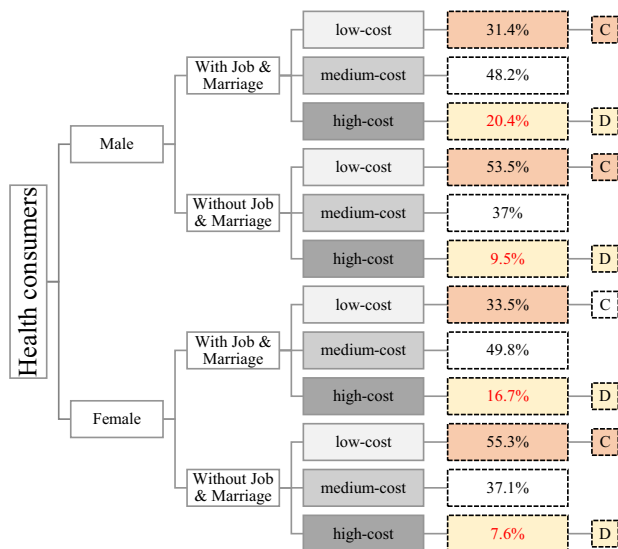 Health consumers
Male
With Job &
Marriage
low-cost
31.4%
C
medium-cost
48.2%
high-cost
20.4%
D
Without Job
& Marriage
low-cost
53.5%
C
medium-cost
37%
high-cost
9.5%
D
Female
With Job &
Marriage
low-cost
33.5%
C
medium-cost
49.8%
high-cost
16.7%
D
Without Job
& Marriage
low-cost
55.3%
C
medium-cost
37.1%
high-cost
7.6%
D